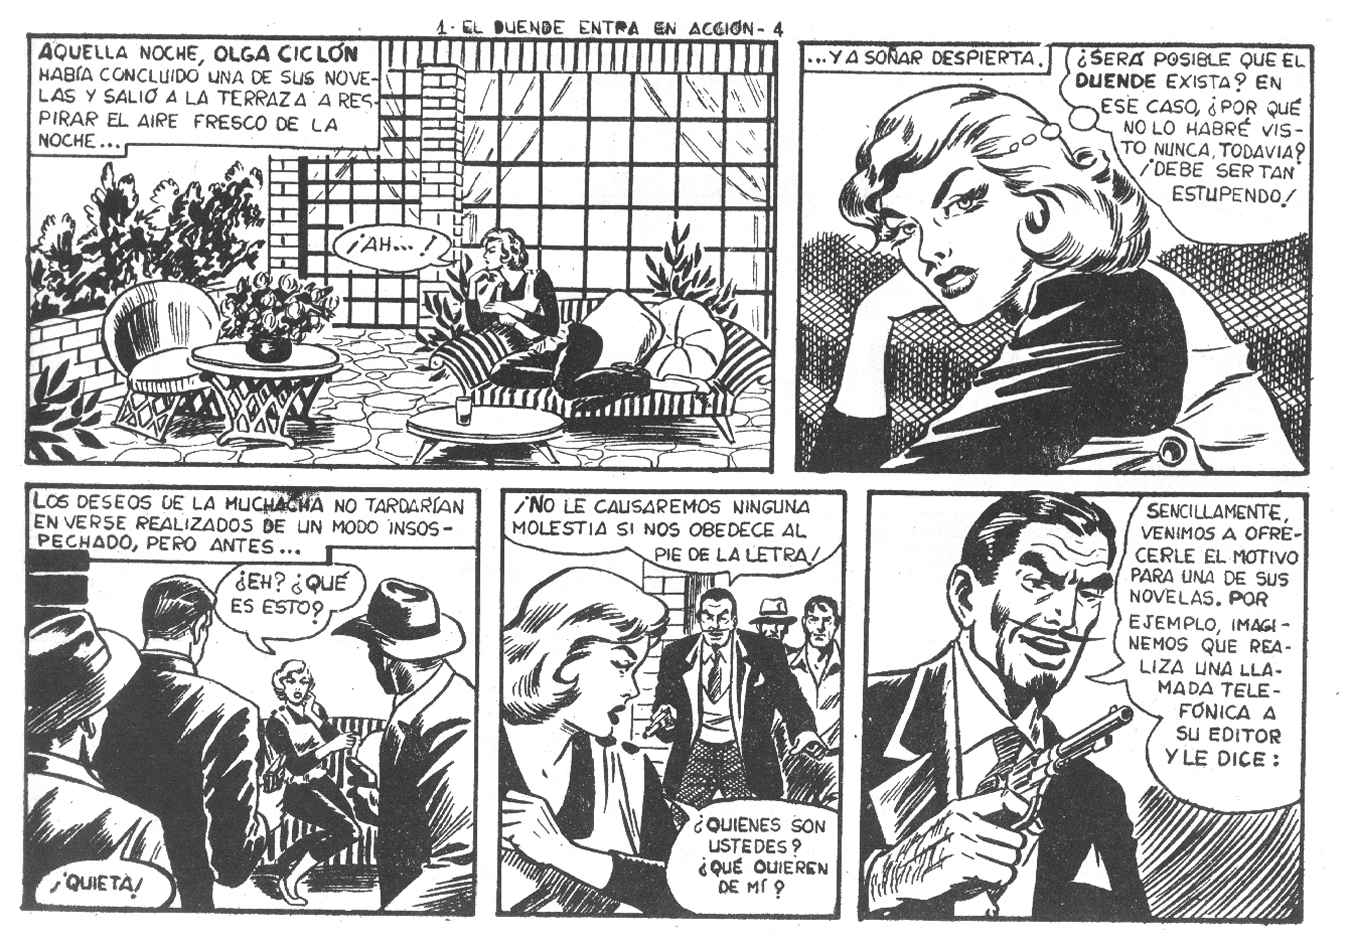 1 - EL DUENDE ENTRA EN ACCIÓN - 4
AQUELLA NOCHE, OLGA CICLÓN
HABÍA CONCLUIDO UNA DE SUS NOVE-
LAS Y SALIÓ A LA TERRAZA A RES-
PIRAR EL AIRE FRESCO DE LA
NOCHE...
¡AH... !
...Y A SOÑAR DESPIERTA.
¿SERÁ POSIBLE QUE EL
DUENDE EXISTA? EN
ESE CASO, ¿POR QUÉ
NO LO HABRÉ VIS-
TO NUNCA, TODAVIA?
¡DEBE SER TAN
ESTUPENDO!
LOS DESEOS DE LA MUCHACHA NO TARDARÍAN
EN VERSE REALIZADOS DE UN MODO INSOS-
PECHADO, PERO ANTES...
¿EH? ¿QUÉ
ES ESTO?
¡QUIETA!
¡NO LE CAUSAREMOS NINGUNA
MOLESTIA SI NOS OBEDECE AL
PIE DE LA LETRA!
¿QUIENES SON
USTEDES?
¿QUÉ QUIEREN
DE MÍ?
SENCILLAMENTE,
VENIMOS A OFRE-
CERLE EL MOTIVO
PARA UNA DE SUS
NOVELAS. POR
EJEMPLO, IMAGI-
NEMOS QUE REA-
LIZA UNA LLA-
MADA TELE-
FÓNICA A
SU EDITOR
Y LE DICE: